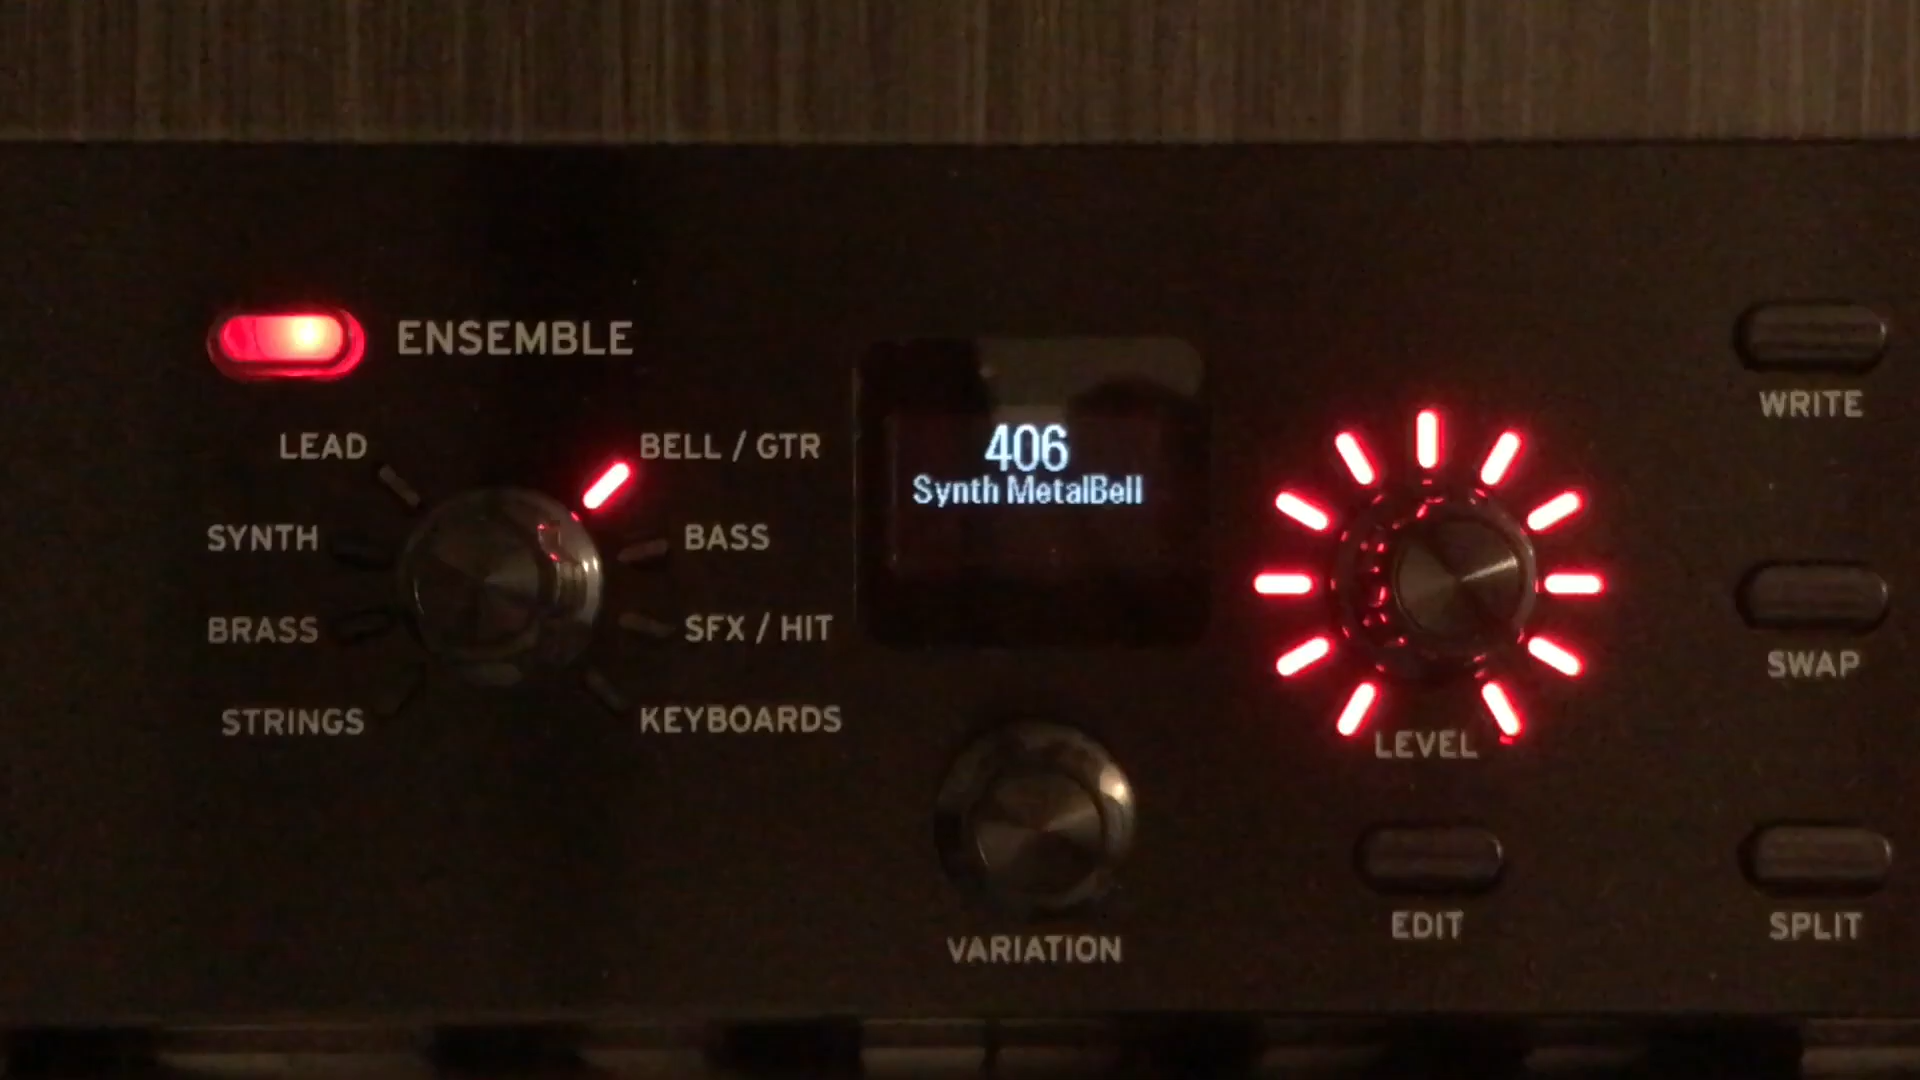 ENSEMBLE
LEAD
BELL / GTR
SYNTH
BASS
BRASS
SFX / HIT
STRINGS
KEYBOARDS
406
Synth MetalBell
VARIATION
LEVEL
EDIT
WRITE
SWAP
SPLIT